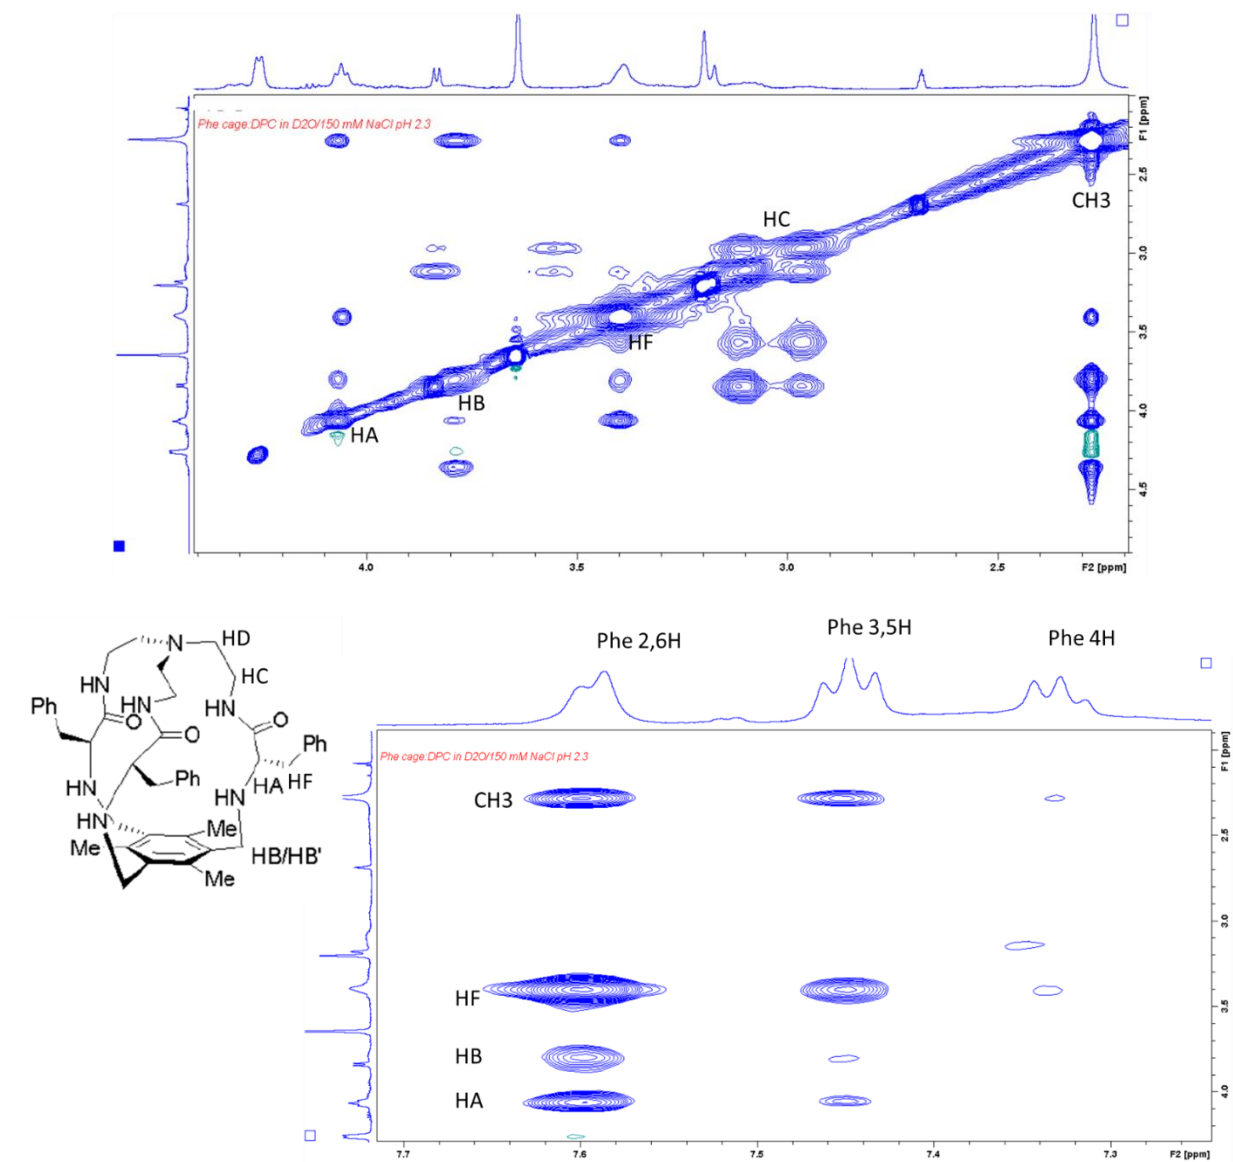 Phe cage:DPC in D2O/150 mM NaCl pH 2.3
F1 [ppm]
2.5
3.0
3.5
4.0
4.5
CH3
HC
HF
HB
HA
4.0
3.5
3.0
2.5
F2 [ppm]
HD
HC
N
HN
HN
NH
O
O
O
Ph
Ph
Ph
HA
HF
HN
HN
HN
Me
Me
Me
HB/HB'
Phe 2,6H
Phe 3,5H
Phe 4H
Phe cage:DPC in D2O/150 mM NaCl pH 2.3
F1 [ppm]
CH3
HF
HB
HA
2.5
3.0
3.5
4.0
7.7
7.6
7.5
7.4
7.3
F2 [ppm]